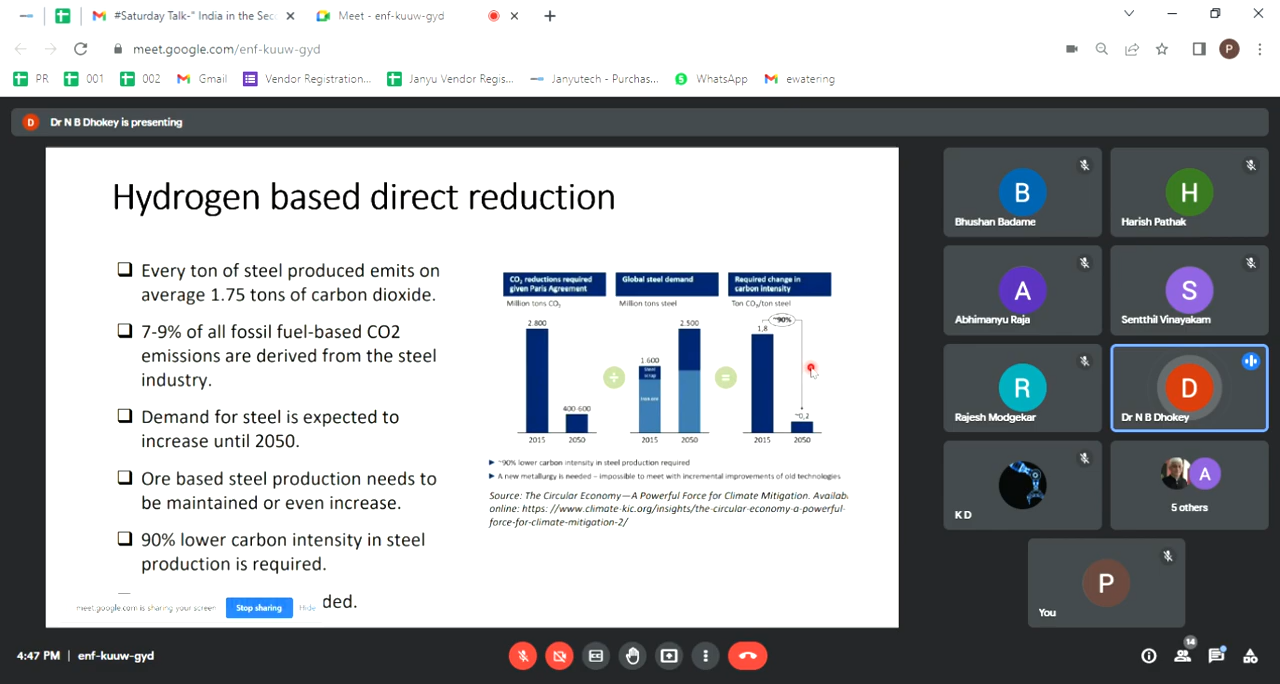 #Saturday Talk-" India in the Sec
Meet - enf-kuuw-gyd
meet.google.com/enf-kuuw-gyd
P
PR
001
002
Gmail
Vendor Registration...
Janyu Vendor Regis...
Janyutech - Purchas...
WhatsApp
ewatering
D
Dr N B Dhokey is presenting
Hydrogen based direct reduction
Every ton of steel produced emits on
average 1.75 tons of carbon dioxide.
7-9% of all fossil fuel-based CO2
emissions are derived from the steel
industry.
Demand for steel is expected to
increase until 2050.
Ore based steel production needs to
be maintained or even increase.
90% lower carbon intensity in steel
production is required.
ded.
CO₂ reductions required
given Paris Agreement
Million tons CO₂
2.800
400-600
2015
2050
+
Global steel demand
Million tons steel
1.600
2.500
Steel
scrap
2015
2050
=
Required change in
carbon intensity
Ton CO₂/ton steel
1,8
~90%
~0,2
2015
2050
~90% lower carbon intensity in steel production required
A new metallurgy is needed – impossible to meet with incremental improvements of old technologies
Source: The Circular Economy—A Powerful Force for Climate Mitigation. Availab
online: https: //www.climate-kic.org/insights/the-circular-economy-a-powerful-
force-for-climate-mitigation-2/
meet.google.com is sharing your screen
Stop sharing
Hide
B
Bhushan Badame
H
Harish Pathak
A
Abhimanyu Raja
S
Sentthil Vinayakam
R
Rajesh Modgekar
D
Dr N B Dhokey
K D
A
5 others
P
You
4:47 PM | enf-kuuw-gyd
14